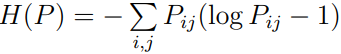 H(P) = − ∑_{i,j} P_{ij}(log P_{ij} − 1)